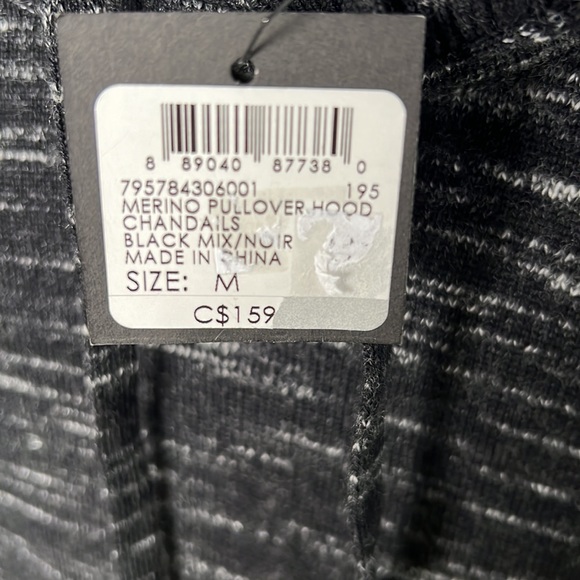 8 89040 87738 0
795784306001 195
MERINO PULLOVER HOOD
CHANDAILS
BLACK MIX/NOIR
MADE IN CHINA
SIZE: M
C$159